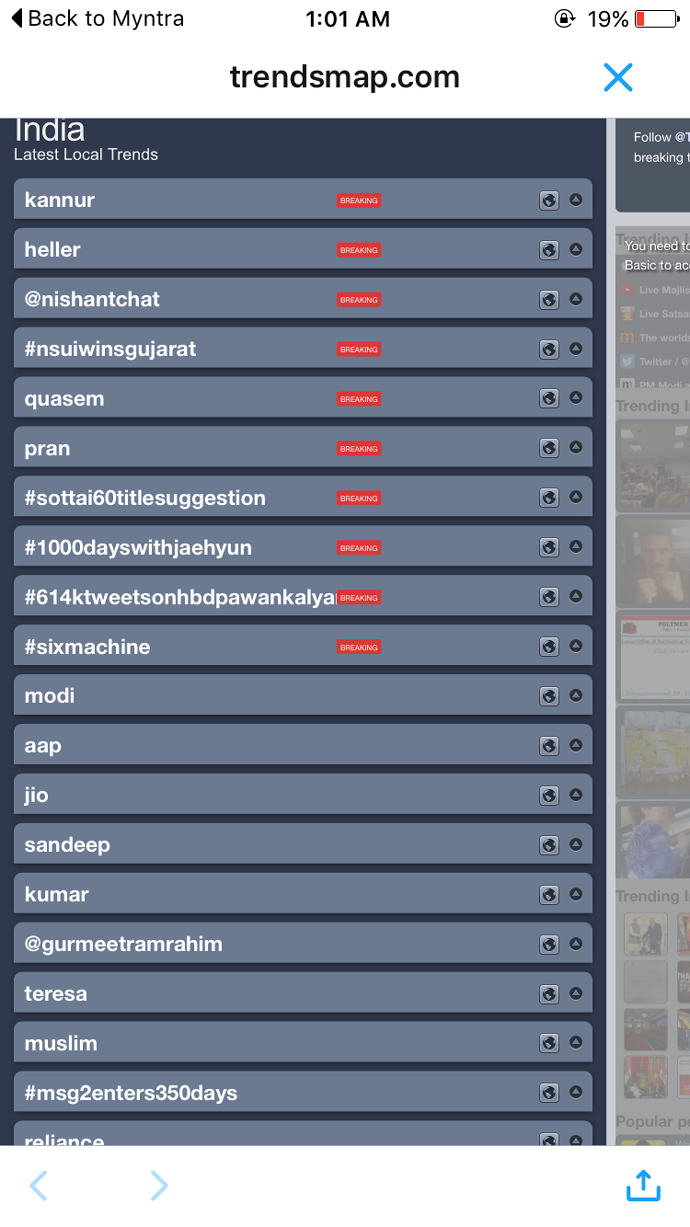 Back to Myntra
1:01 AM
19%
trendsmap.com
India
Latest Local Trends
kannur BREAKING
heller BREAKING
@nishantchat BREAKING
#nsuiwinsgujarat BREAKING
quasem BREAKING
pran BREAKING
#sottai60titlesuggestion BREAKING
#1000dayswithjaehyun BREAKING
#614ktweetsonhbdpawankalya BREAKING
#sixmachine BREAKING
modi
aap
jio
sandeep
kumar
@gurmeetramrahim
teresa
muslim
#msg2enters350days
reliance
Follow @T
breaking t
Trending I
You need to
Basic to ac
Live Majlis
Live Satsa
The worlds
Twitter / @
PM Modi a
Trending I
POLYMER
Trending I
Popular p